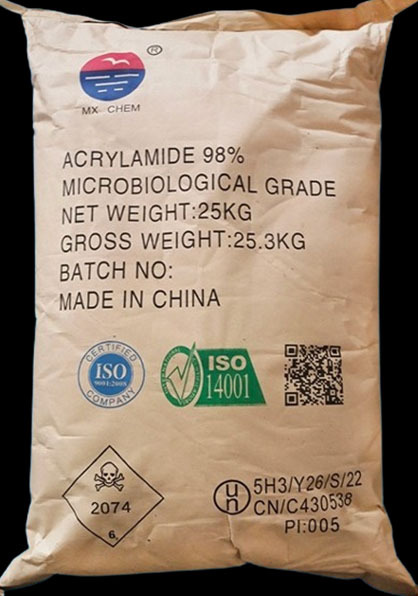 ®
MX CHEM
ACRYLAMIDE 98%
MICROBIOLOGICAL GRADE
NET WEIGHT:25KG
GROSS WEIGHT:25.3KG
BATCH NO:
MADE IN CHINA
CERTIFIED
ISO
9001:2008
COMPANY
ISO
14001
2074
6
un
5H3/Y26/S/22
CN/C430538
PI:005